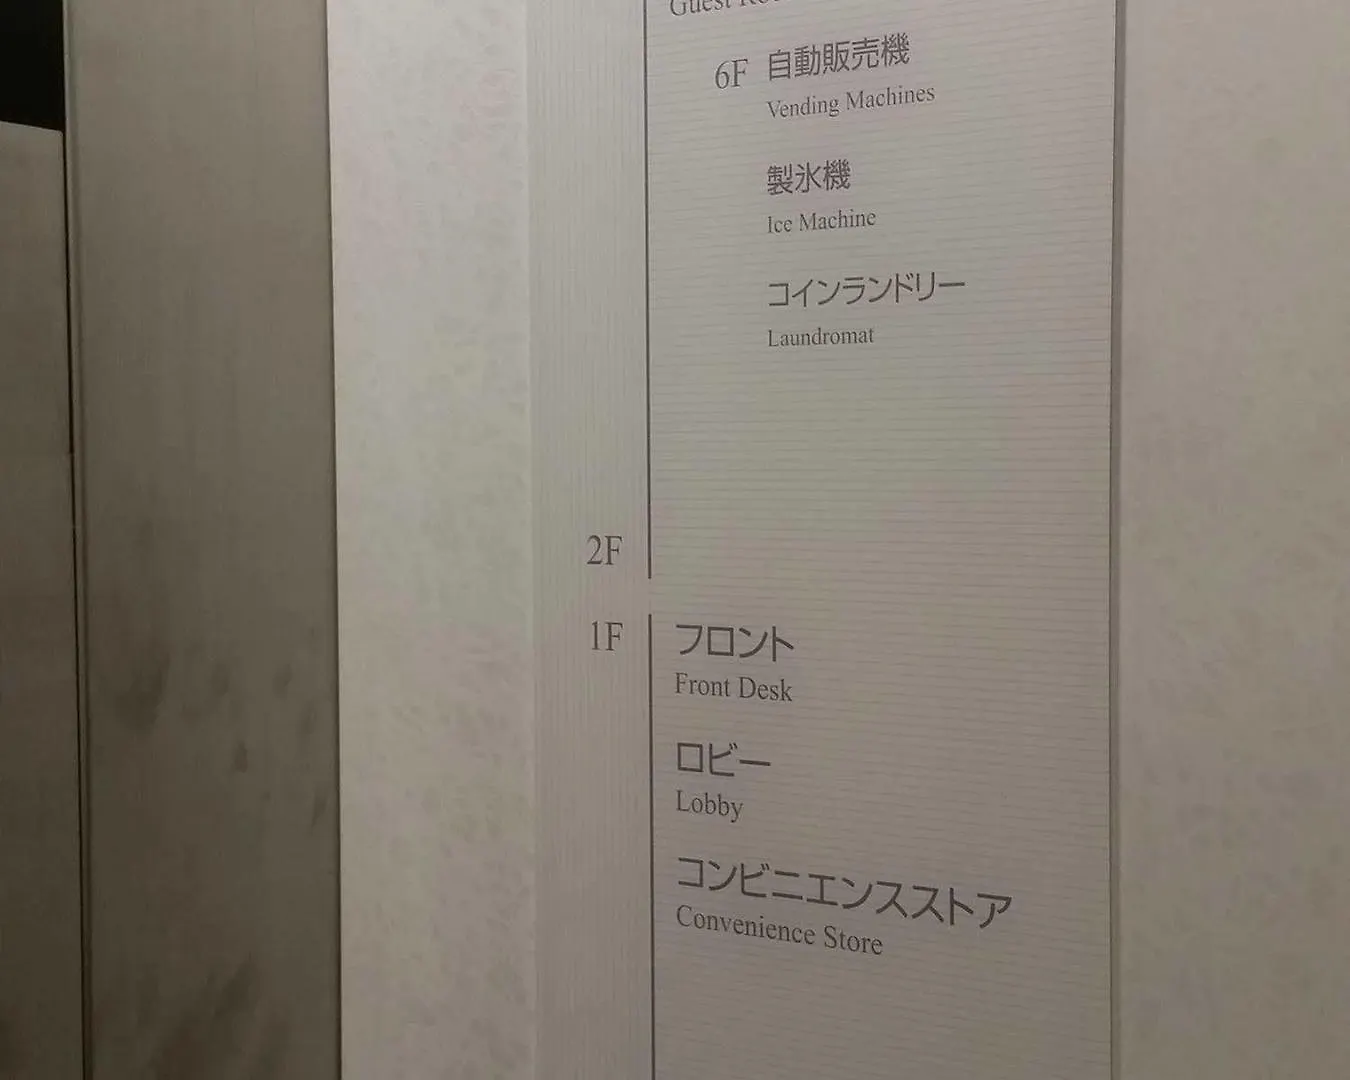 Guest
6F 自動販売機
Vending Machines
製氷機
Ice Machine
コインランドリー
Laundromat
2F
1F フロント
Front Desk
ロビー
Lobby
コンビニエンスストア
Convenience Store